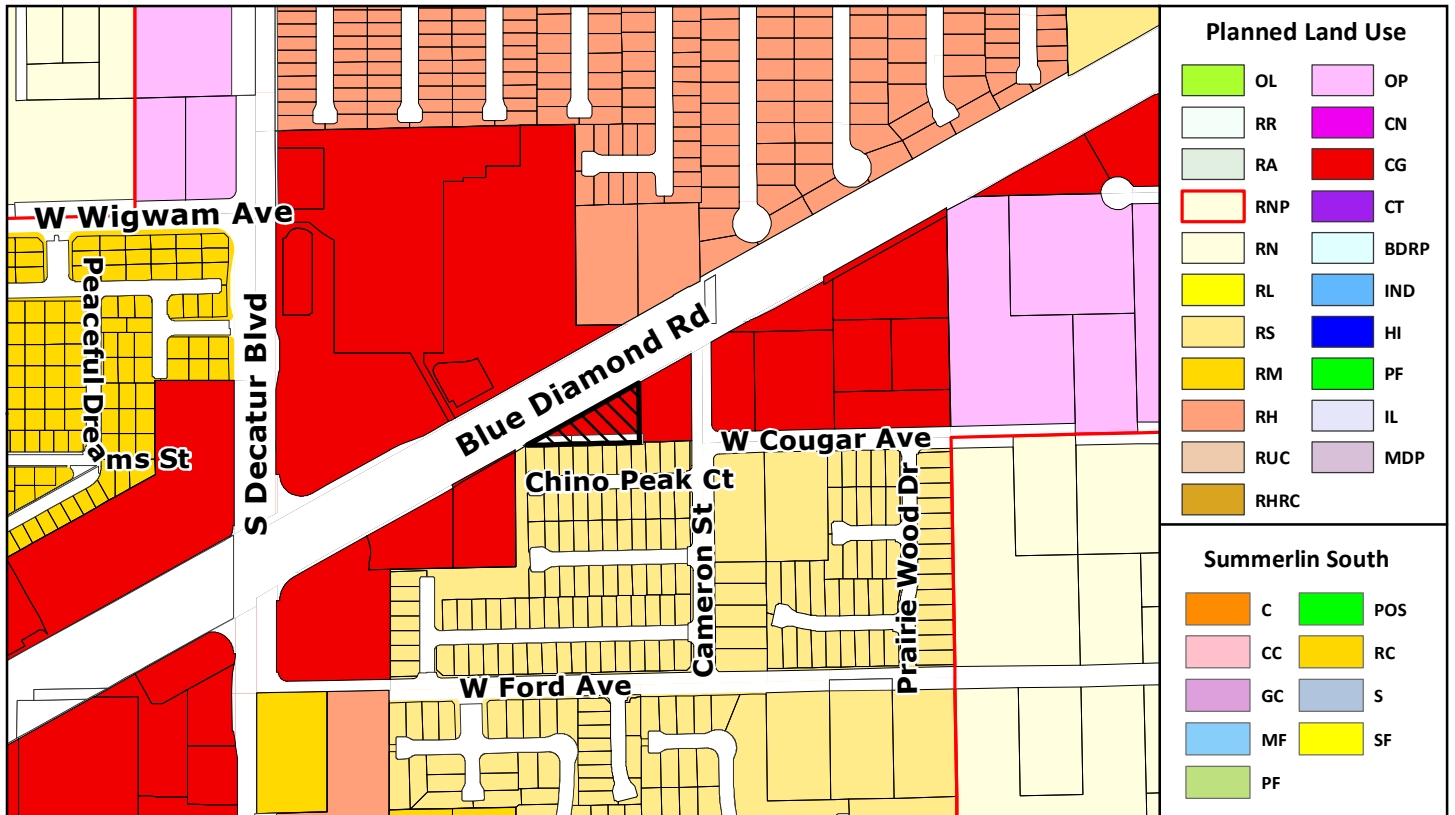 W Wigwam Ave
Peaceful Dreams St
S Decatur Blvd
Blue Diamond Rd
W Cougar Ave
Chino Peak Ct
Cameron St
Prairie Wood Dr
W Ford Ave
Planned Land Use
OL OP
RR CN
RA CG
RNP CT
RN BDRP
RL IND
RS HI
RM PF
RH IL
RUC MDP
RHRC
Summerlin South
C POS
CC RC
GC S
MF SF
PF